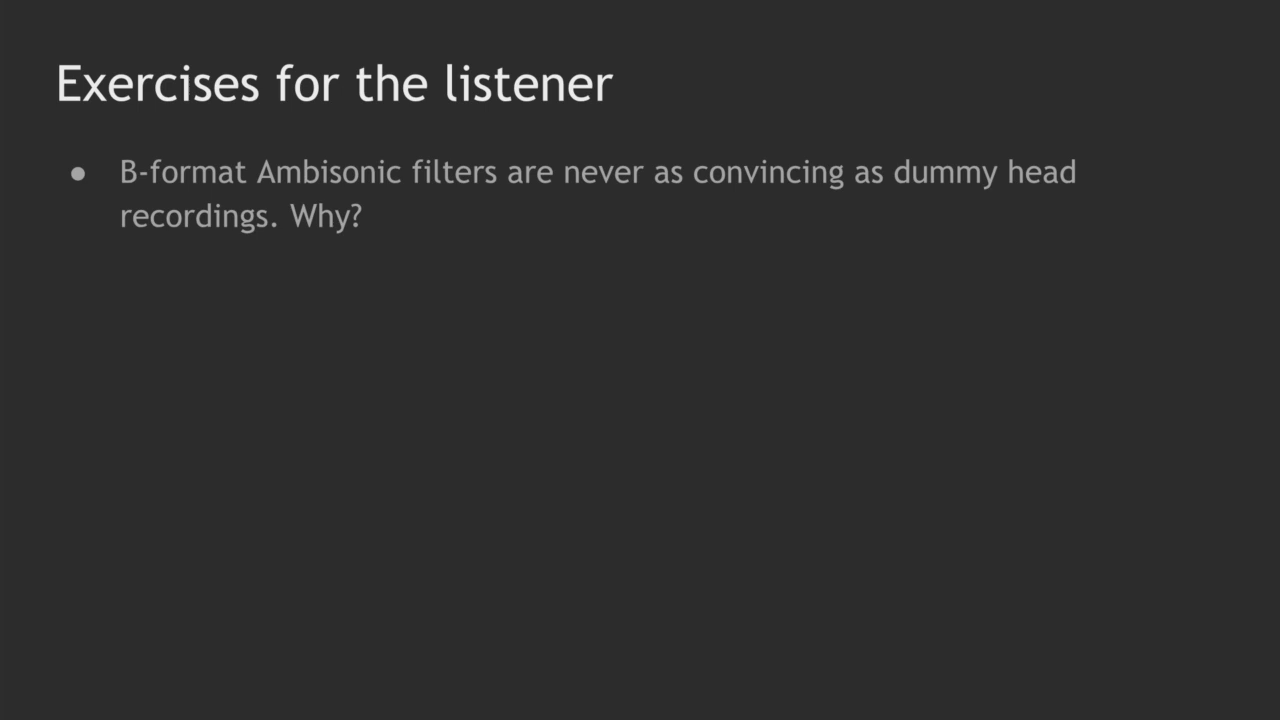 Exercises for the listener
● B-format Ambisonic filters are never as convincing as dummy head
recordings. Why?